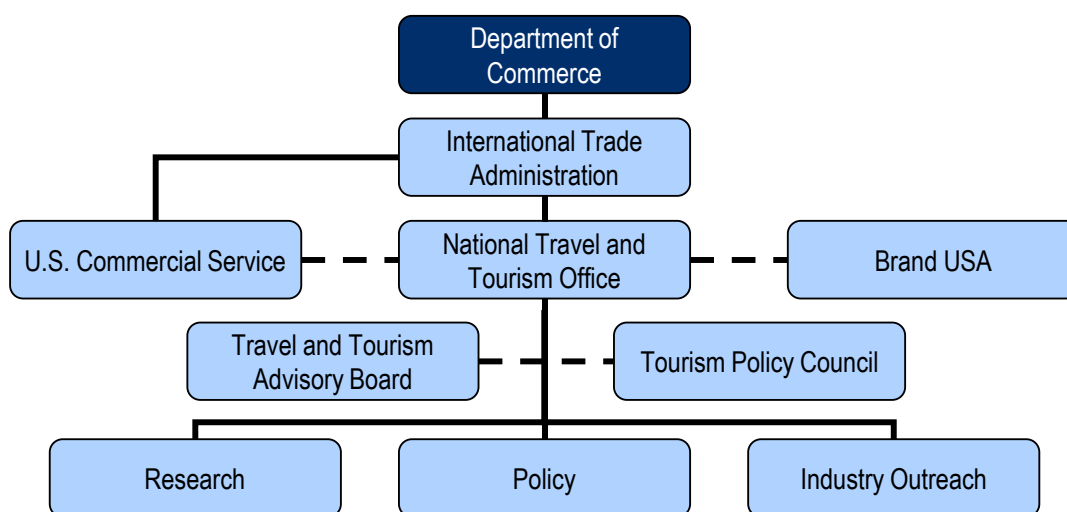 Department of
Commerce
International Trade
Administration
U.S. Commercial Service
National Travel and
Tourism Office
Brand USA
Travel and Tourism
Advisory Board
Tourism Policy Council
Research
Policy
Industry Outreach